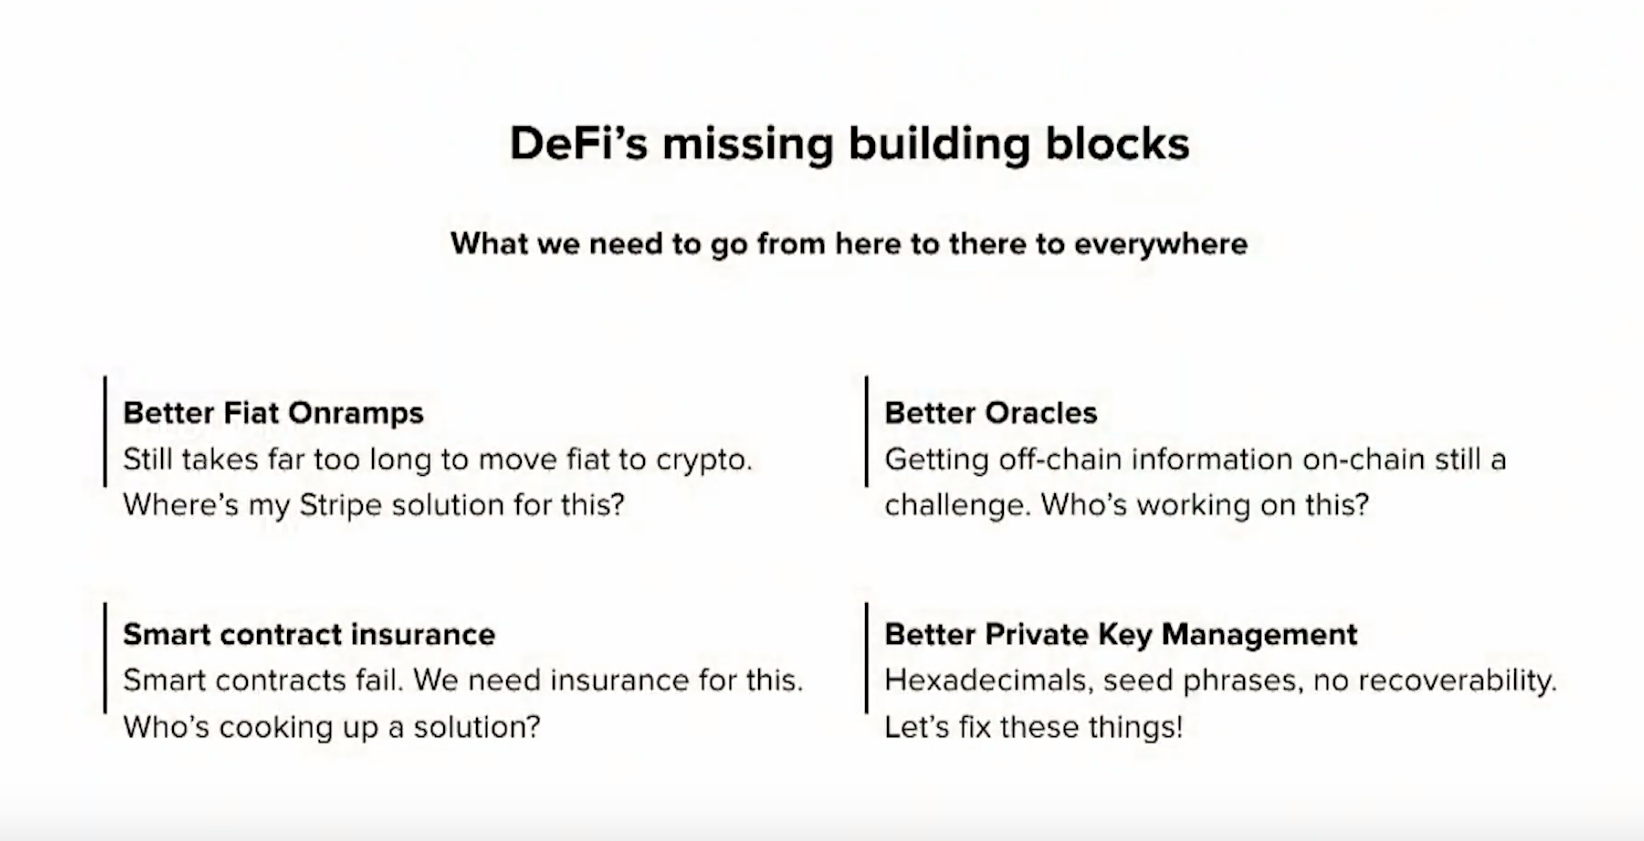 DeFi’s missing building blocks
What we need to go from here to there to everywhere
Better Fiat Onramps
Still takes far too long to move fiat to crypto.
Where’s my Stripe solution for this?
Better Oracles
Getting off-chain information on-chain still a
challenge. Who’s working on this?
Smart contract insurance
Smart contracts fail. We need insurance for this.
Who’s cooking up a solution?
Better Private Key Management
Hexadecimals, seed phrases, no recoverability.
Let’s fix these things!